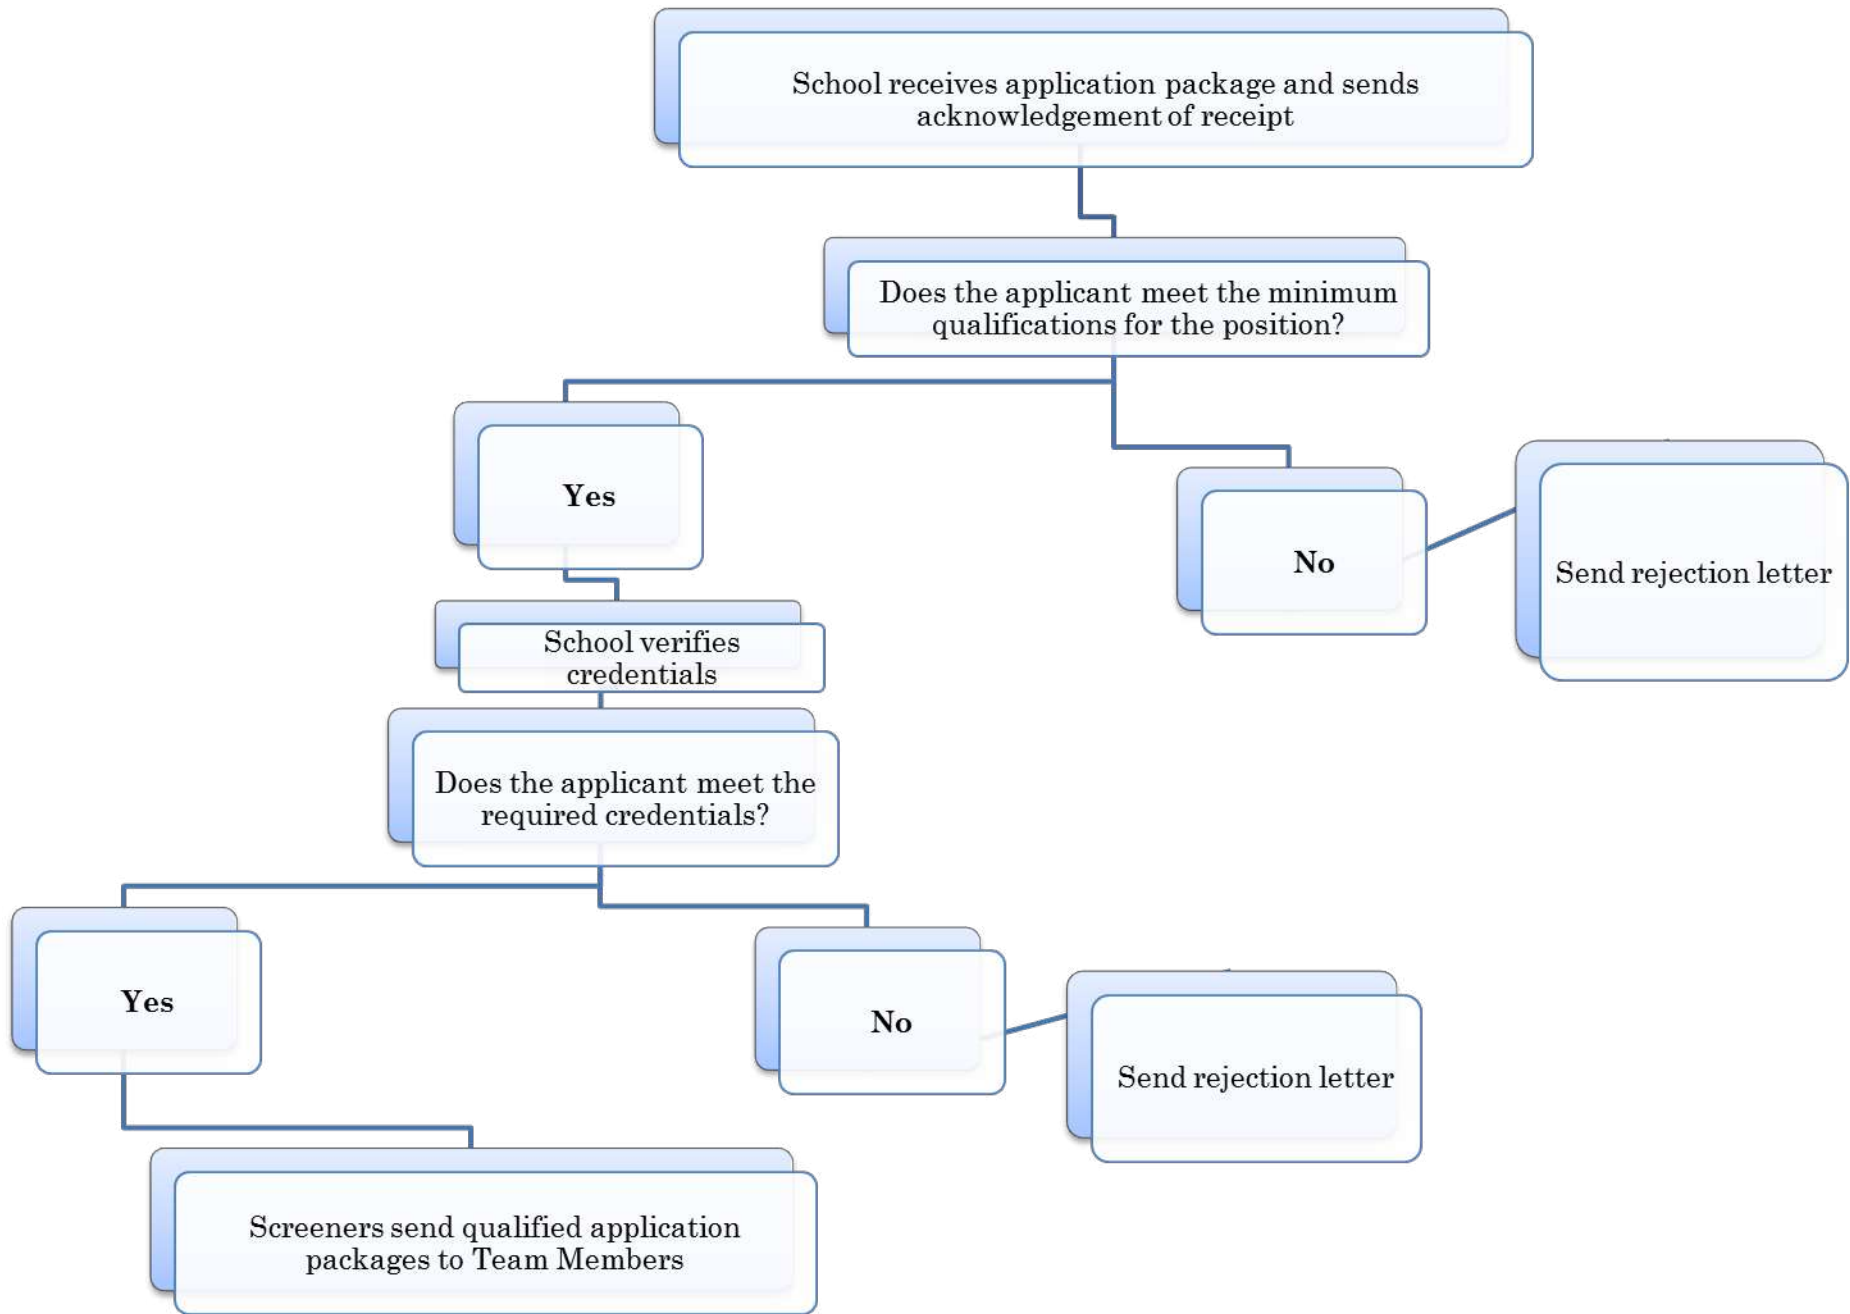 School receives application package and sends
acknowledgement of receipt
Does the applicant meet the minimum
qualifications for the position?
Yes
No
Send rejection letter
School verifies
credentials
Does the applicant meet the
required credentials?
Yes
No
Send rejection letter
Screeners send qualified application
packages to Team Members